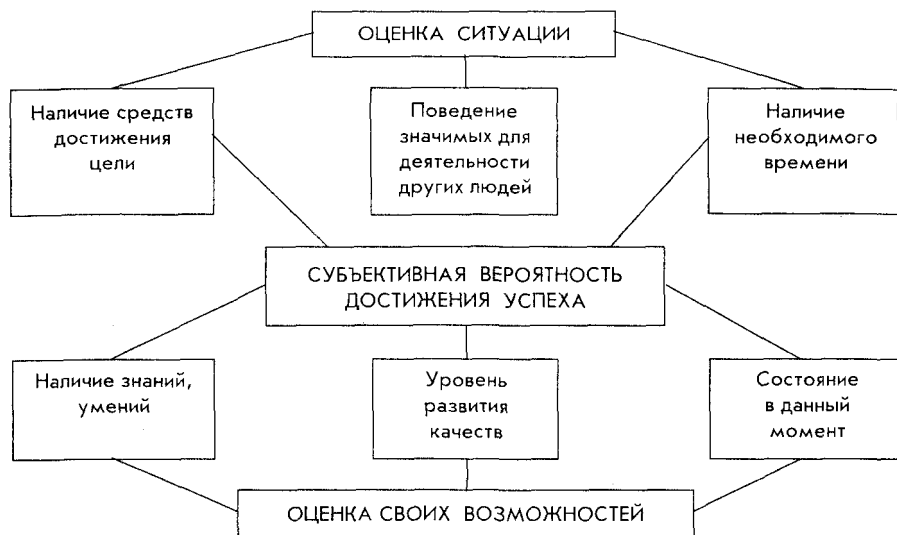 ОЦЕНКА СИТУАЦИИ
Наличие средств
достижения
цели
Поведение
значимых для
деятельности
других людей
Наличие
необходимого
времени
СУБЪЕКТИВНАЯ ВЕРОЯТНОСТЬ
ДОСТИЖЕНИЯ УСПЕХА
Наличие знаний,
умений
Уровень
развития
качеств
Состояние
в данный
момент
ОЦЕНКА СВОИХ ВОЗМОЖНОСТЕЙ